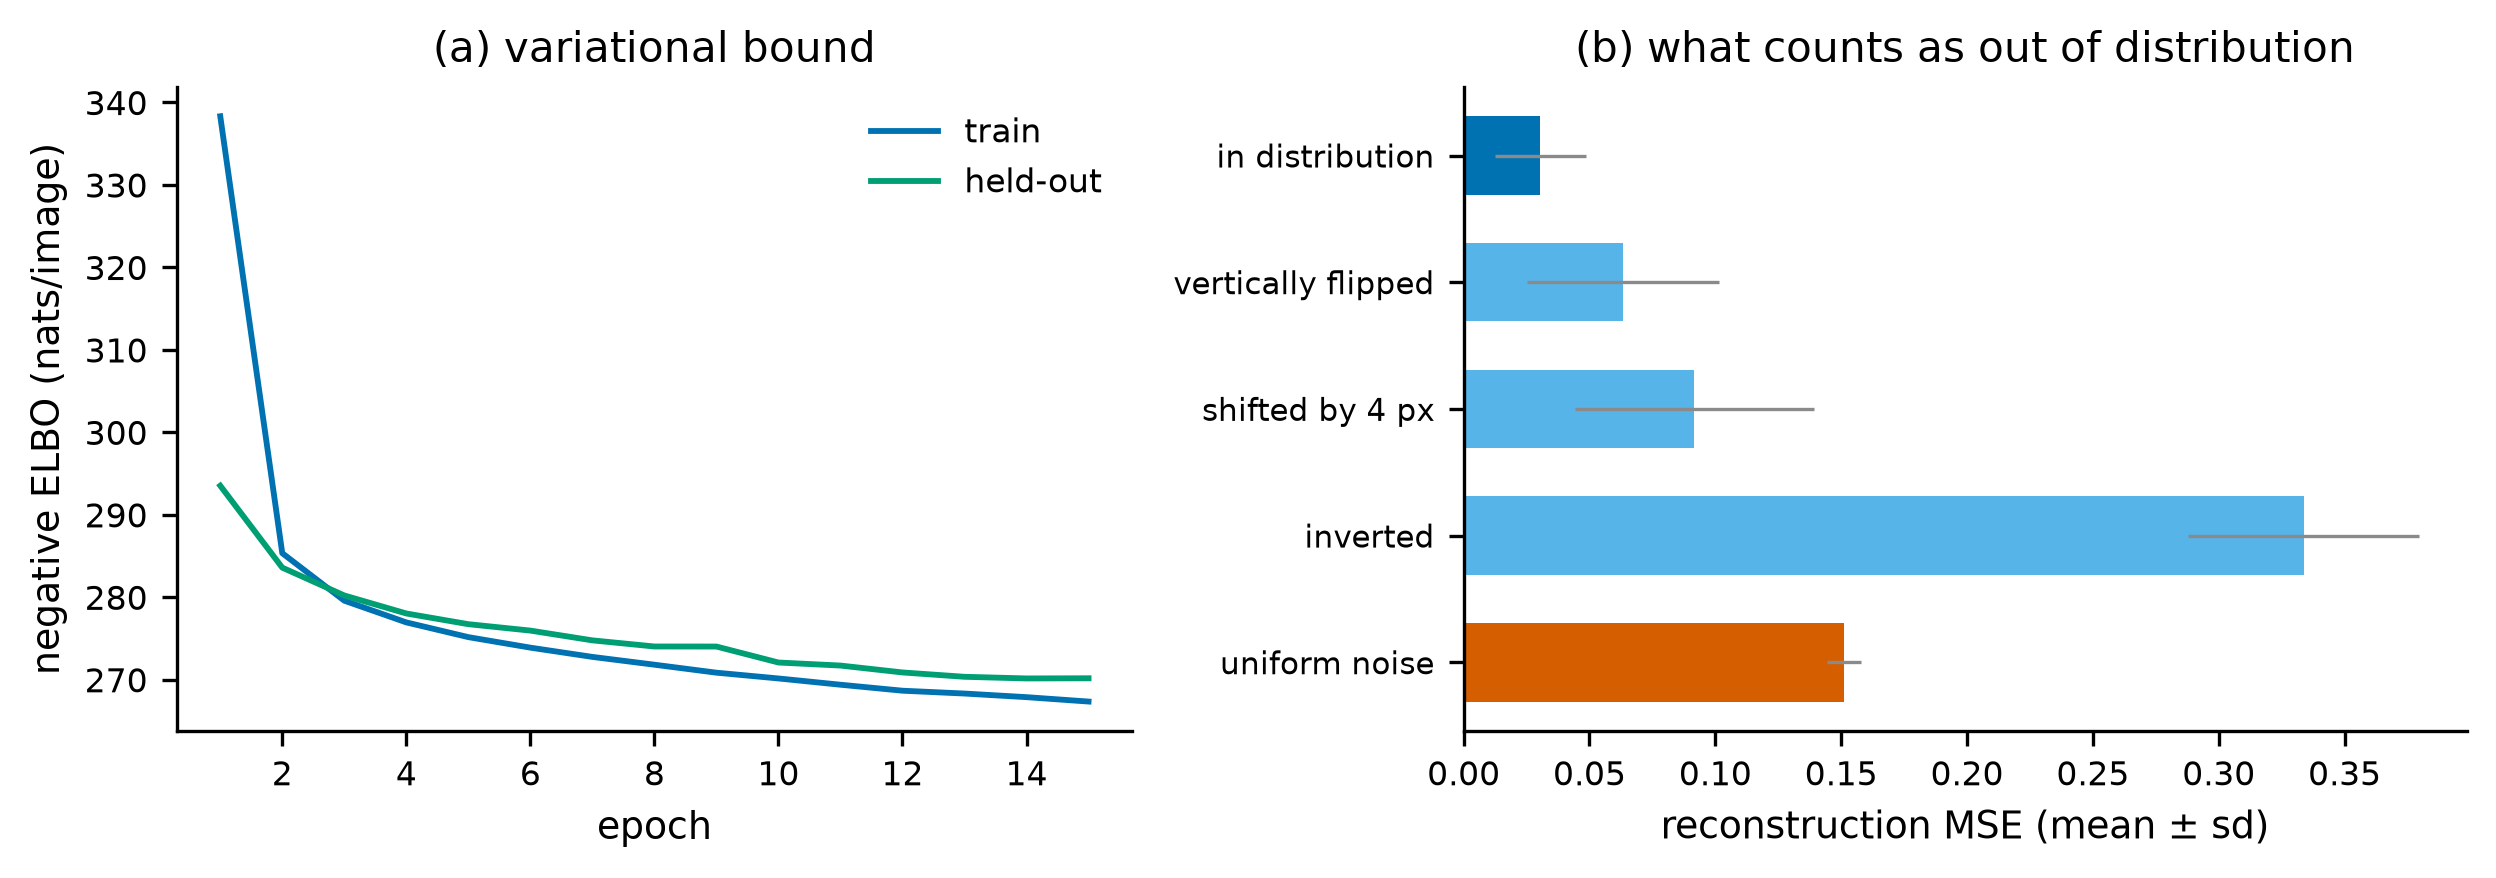 (a) variational bound
negative ELBO (nats/image)
340
330
320
310
300
290
280
270
train
held-out
2 4 6 8 10 12 14
epoch
(b) what counts as out of distribution
in distribution
vertically flipped
shifted by 4 px
inverted
uniform noise
0.00 0.05 0.10 0.15 0.20 0.25 0.30 0.35
reconstruction MSE (mean ± sd)